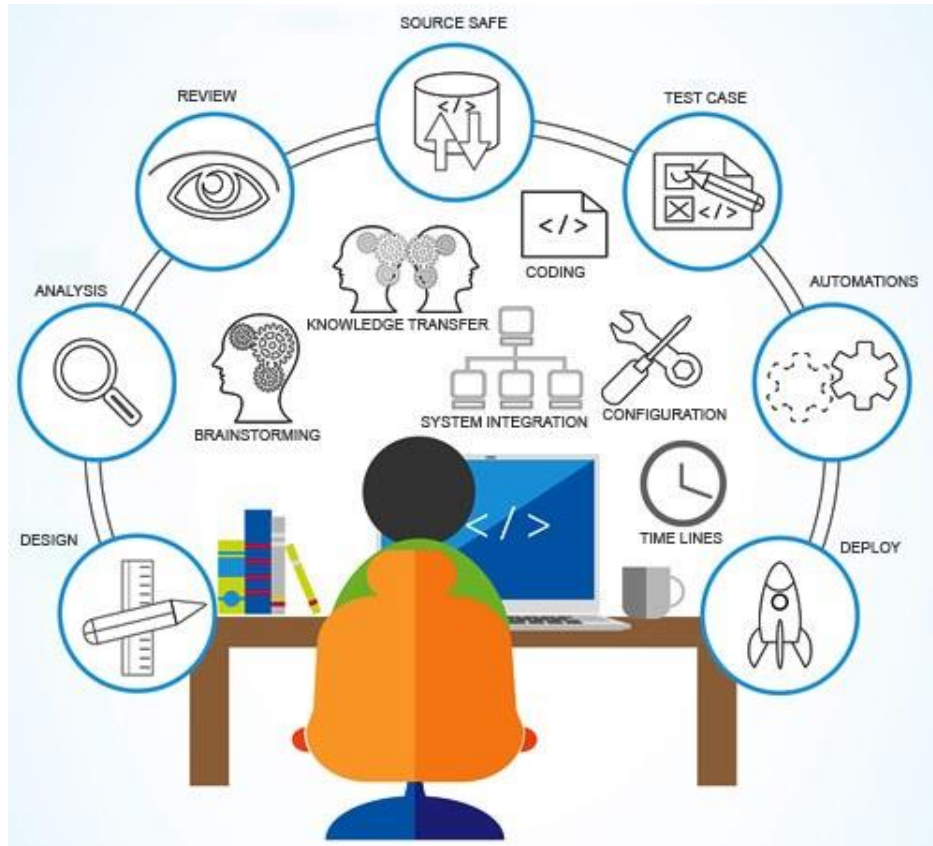 SOURCE SAFE
REVIEW
TEST CASE
</>
</>
</>
ANALYSIS
CODING
AUTOMATIONS
KNOWLEDGE TRANSFER
BRAINSTORMING
SYSTEM INTEGRATION
CONFIGURATION
</>
DESIGN
TIME LINES
DEPLOY